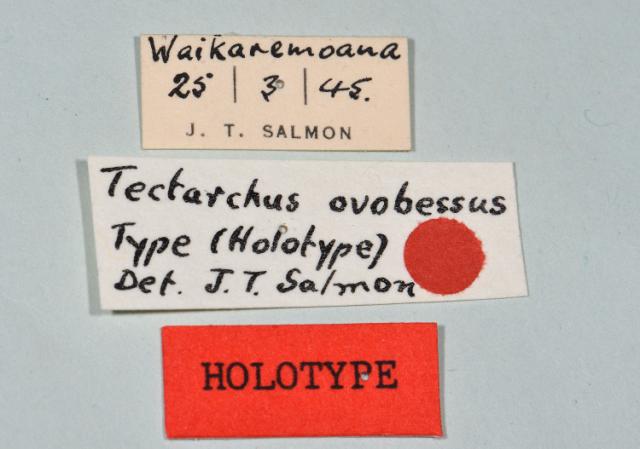 Waikaremoana
25 | 3 | 45.
J. T. SALMON
Tectarchus ovobessus
Type (Holotype)
Det. J. T. Salmon
HOLOTYPE